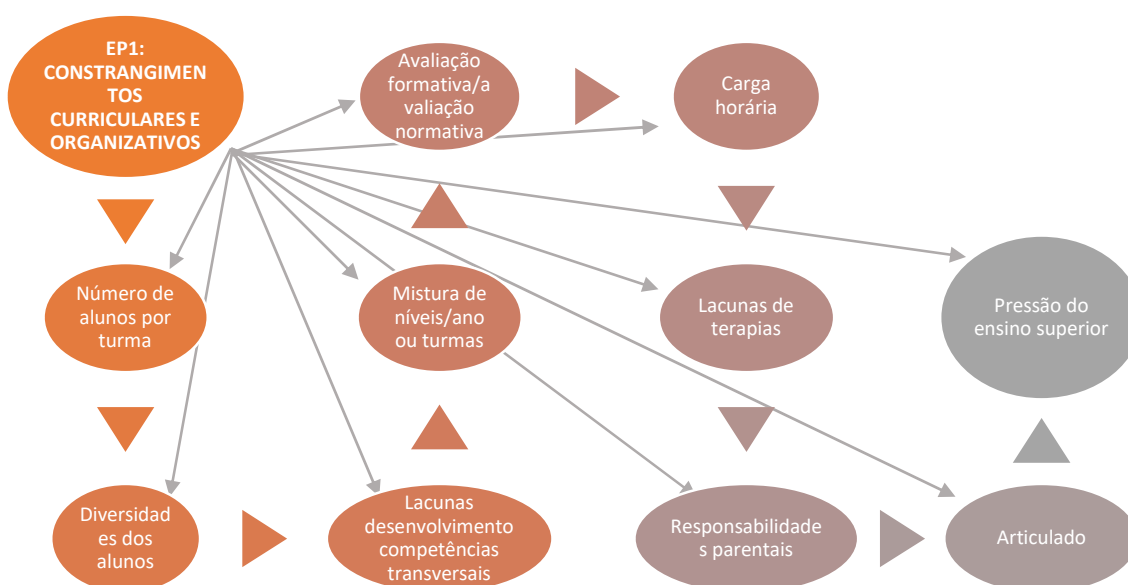 EP1:
CONSTRANGIMEN
TOS
CURRICULARES E
ORGANIZATIVOS
Número de
alunos por
turma
Diversidad
es dos
alunos
Lacunas
desenvolvimento
competências
transversais
Mistura de
níveis/ano
ou turmas
Avaliação
formativa/a
valiação
normativa
Carga
horária
Lacunas de
terapias
Responsabilidade
s parentais
Articulado
Pressão do
ensino superior